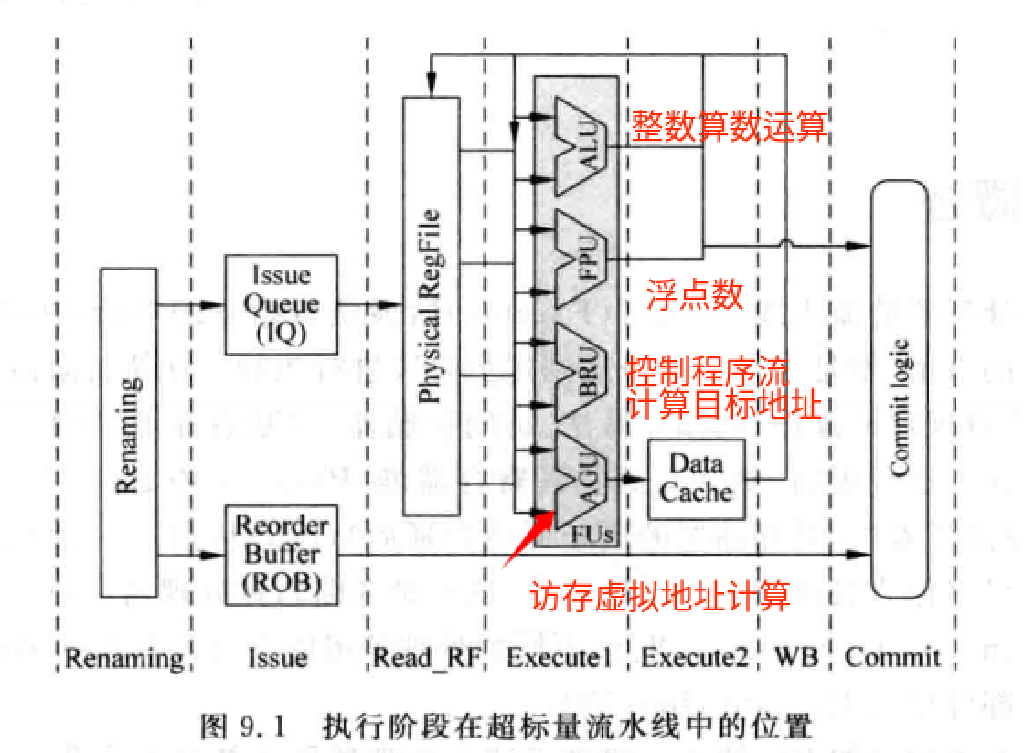 整数算数运算
ALU
FPU
浮点数
Issue
Queue
(IQ)
Physical RegFile
BRU
控制程序流
计算目标地址
Renaming
AGU
Data
Cache
Commit logic
FUs
Reorder
Buffer
(ROB)
访存虚拟地址计算
Renaming Issue Read_RF Execute1 Execute2 WB Commit
图 9.1 执行阶段在超标量流水线中的位置